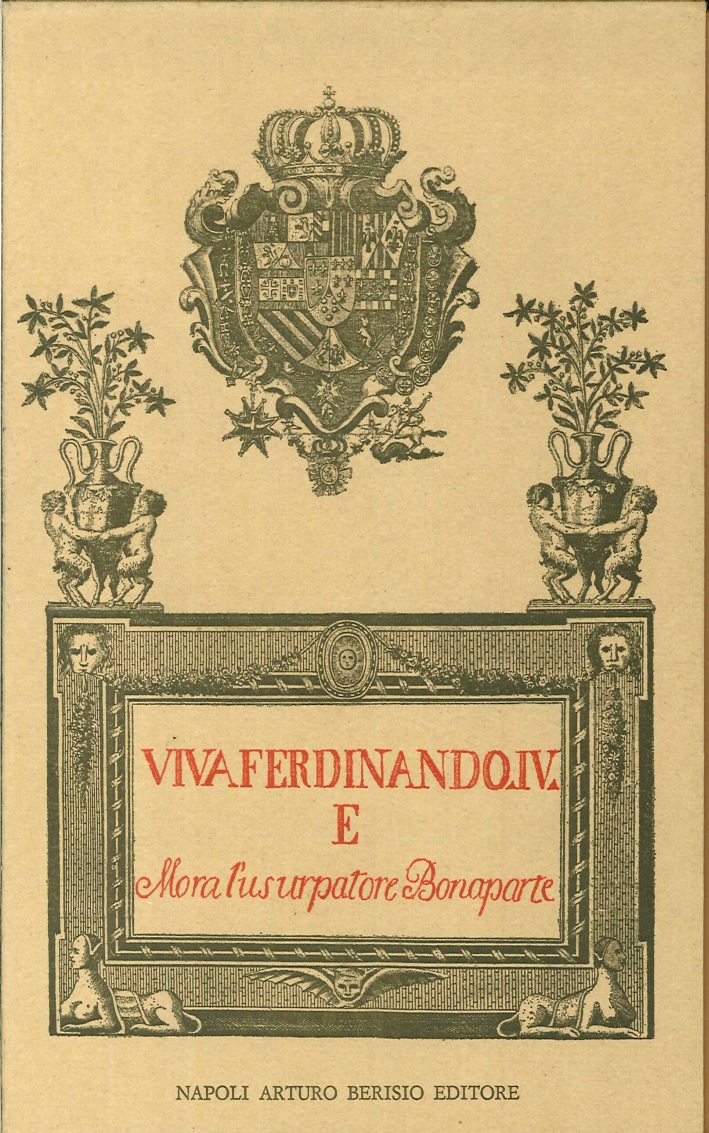 VIVA FERDINANDO.IV.
E
Mora l'usurpatore Bonaparte
NAPOLI ARTURO BERISIO EDITORE